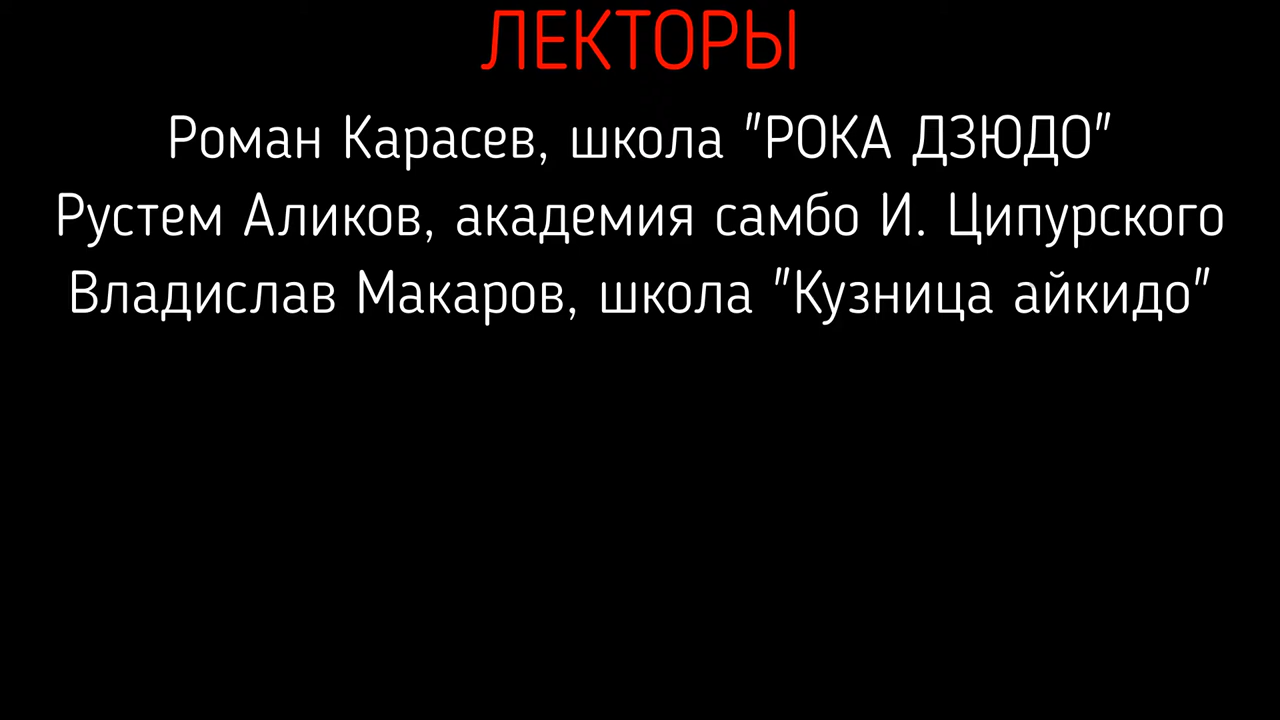 ЛЕКТОРЫ
Роман Карасев, школа "РОКА ДЗЮДО"
Рустем Аликов, академия самбо И. Ципурского
Владислав Макаров, школа "Кузница айкидо"